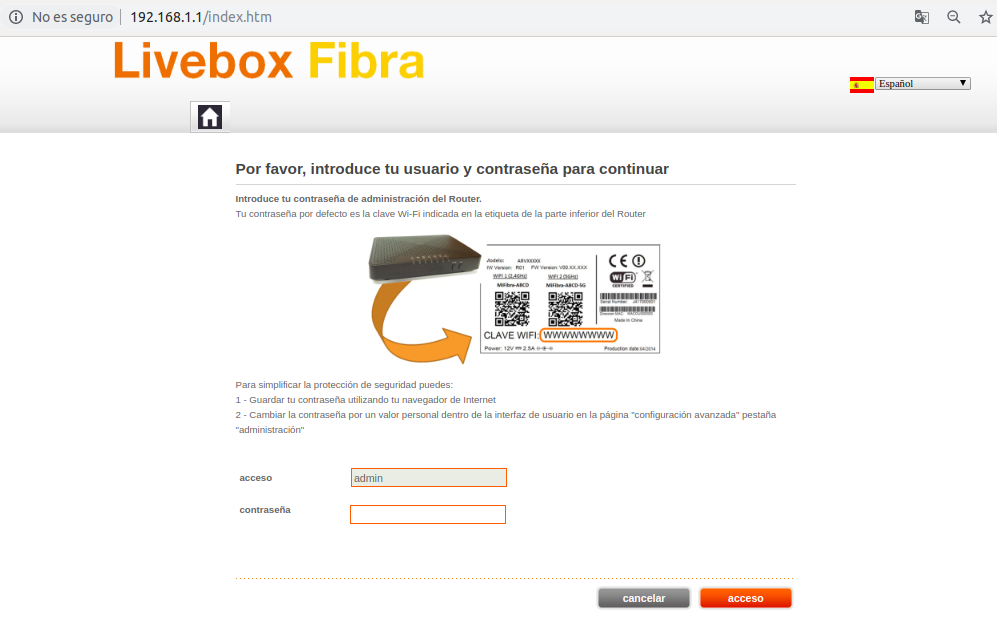 No es seguro 192.168.1.1/index.htm
Livebox Fibra
Español
Por favor, introduce tu usuario y contraseña para continuar
Introduce tu contraseña de administración del Router.
Tu contraseña por defecto es la clave Wi-Fi indicada en la etiqueta de la parte inferior del Router
Modelo: ARVXXXXX
HW Version: R01 FW Version: V00.XX.XXX
WIFI 1 (2.4GHz) WIFI 2 (5GHz)
MiFibra-ABCD MiFibra-ABCD-5G
WiFi
CERTIFIED
Serial Number
Made in China
CLAVE WIFI: WWWWWWWW
Power: 12V 2.5A
Production date:04/2014
Para simplificar la protección de seguridad puedes:
1 - Guardar tu contraseña utilizando tu navegador de Internet
2 - Cambiar la contraseña por un valor personal dentro de la interfaz de usuario en la página "configuración avanzada" pestaña
"administración"
acceso admin
contraseña
cancelar acceso